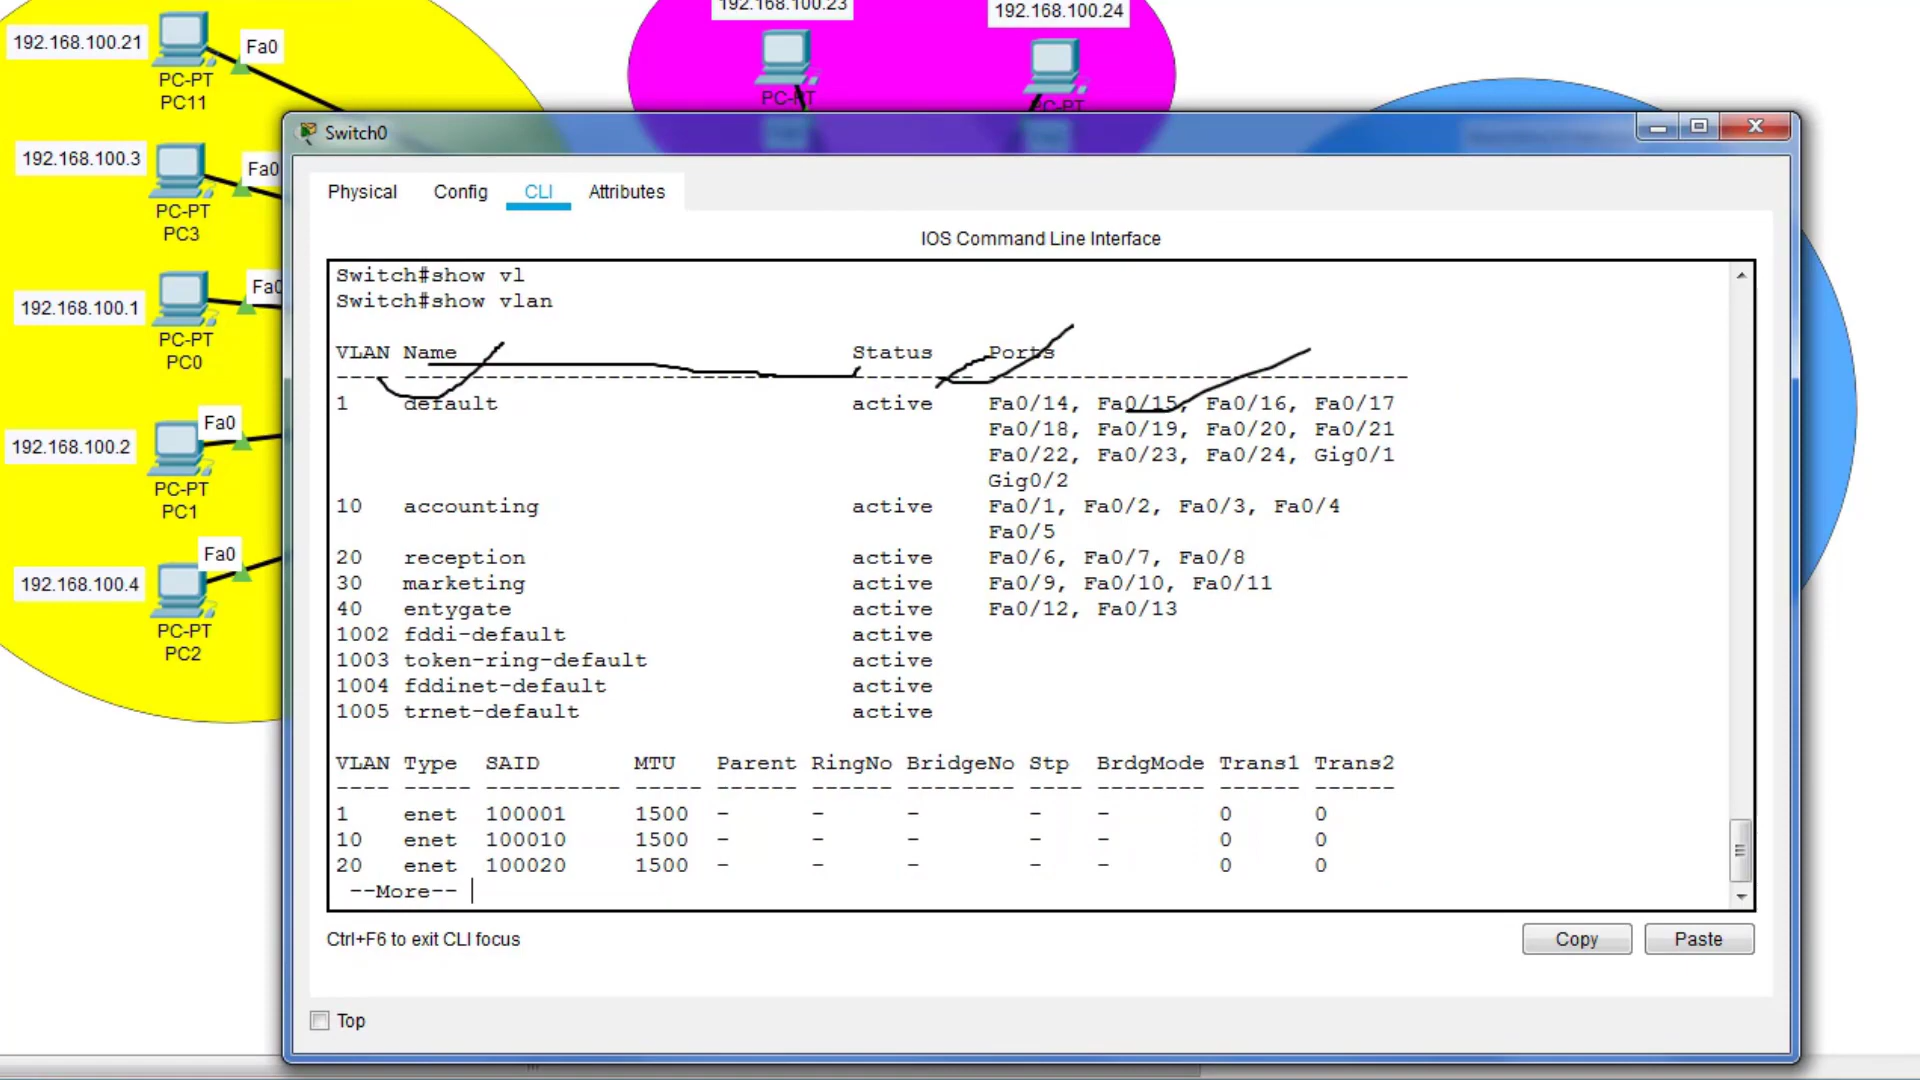 192.168.100.23
192.168.100.24
192.168.100.21
Fa0
PC-PT
PC11
PC-PT
PC-PT
192.168.100.3
Fa0
PC-PT
PC3
192.168.100.1
Fa0
PC-PT
PC0
192.168.100.2
Fa0
PC-PT
PC1
192.168.100.4
Fa0
PC-PT
PC2
Switch0
Physical Config CLI Attributes
IOS Command Line Interface
Switch#show vl
Switch#show vlan
VLAN Name Status Ports
---- -------------------------------- --------- -------------------------------
1 default active Fa0/14, Fa0/15, Fa0/16, Fa0/17
Fa0/18, Fa0/19, Fa0/20, Fa0/21
Fa0/22, Fa0/23, Fa0/24, Gig0/1
Gig0/2
10 accounting active Fa0/1, Fa0/2, Fa0/3, Fa0/4
Fa0/5
20 reception active Fa0/6, Fa0/7, Fa0/8
30 marketing active Fa0/9, Fa0/10, Fa0/11
40 entygate active Fa0/12, Fa0/13
1002 fddi-default active
1003 token-ring-default active
1004 fddinet-default active
1005 trnet-default active
VLAN Type SAID MTU Parent RingNo BridgeNo Stp BrdgMode Trans1 Trans2
---- ----- ---------- ----- ------ ------ -------- ---- -------- ------ ------
1 enet 100001 1500 - - - - - 0 0
10 enet 100010 1500 - - - - - 0 0
20 enet 100020 1500 - - - - - 0 0
--More--
Ctrl+F6 to exit CLI focus
Copy Paste
Top